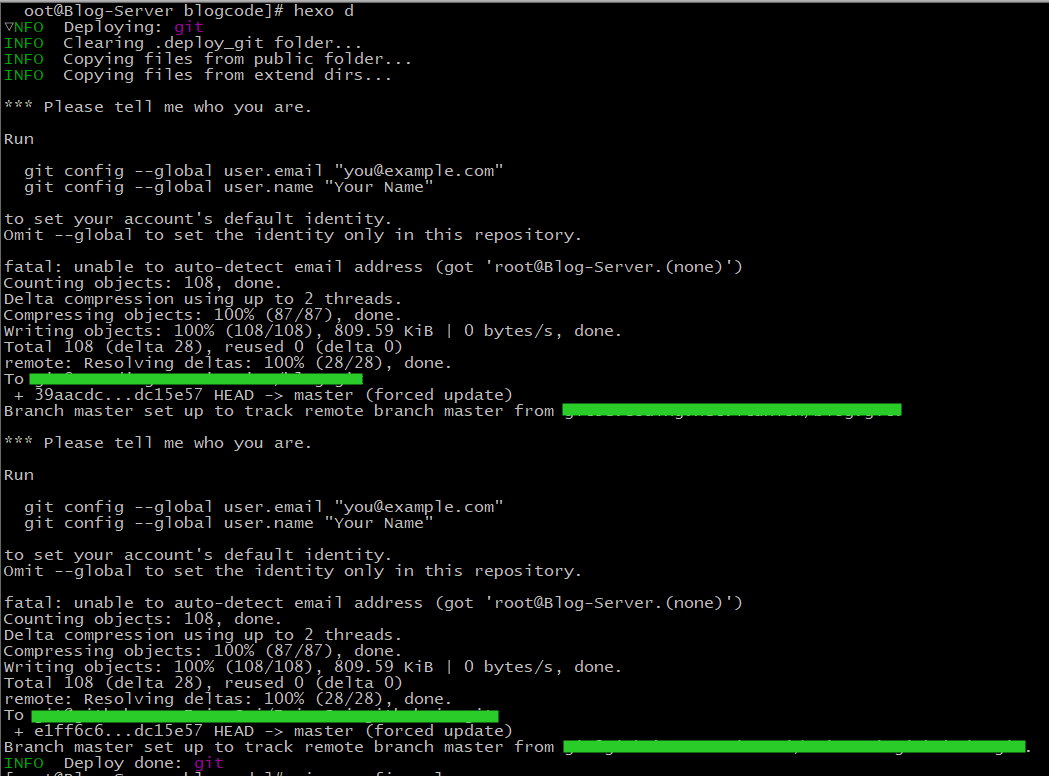 oot@Blog-Server blogcode]# hexo d
▽NFO  Deploying: git
INFO  Clearing .deploy_git folder...
INFO  Copying files from public folder...
INFO  Copying files from extend dirs...
*** Please tell me who you are.
Run
git config --global user.email "you@example.com"
git config --global user.name "Your Name"
to set your account's default identity.
Omit --global to set the identity only in this repository.
fatal: unable to auto-detect email address (got 'root@Blog-Server.(none)')
Counting objects: 108, done.
Delta compression using up to 2 threads.
Compressing objects: 100% (87/87), done.
Writing objects: 100% (108/108), 809.59 KiB | 0 bytes/s, done.
Total 108 (delta 28), reused 0 (delta 0)
remote: Resolving deltas: 100% (28/28), done.
To
+ 39aacdc...dc15e57 HEAD -> master (forced update)
Branch master set up to track remote branch master from
*** Please tell me who you are.
Run
git config --global user.email "you@example.com"
git config --global user.name "Your Name"
to set your account's default identity.
Omit --global to set the identity only in this repository.
fatal: unable to auto-detect email address (got 'root@Blog-Server.(none)')
Counting objects: 108, done.
Delta compression using up to 2 threads.
Compressing objects: 100% (87/87), done.
Writing objects: 100% (108/108), 809.59 KiB | 0 bytes/s, done.
Total 108 (delta 28), reused 0 (delta 0)
remote: Resolving deltas: 100% (28/28), done.
To
+ e1ff6c6...dc15e57 HEAD -> master (forced update)
Branch master set up to track remote branch master from .
INFO  Deploy done: git